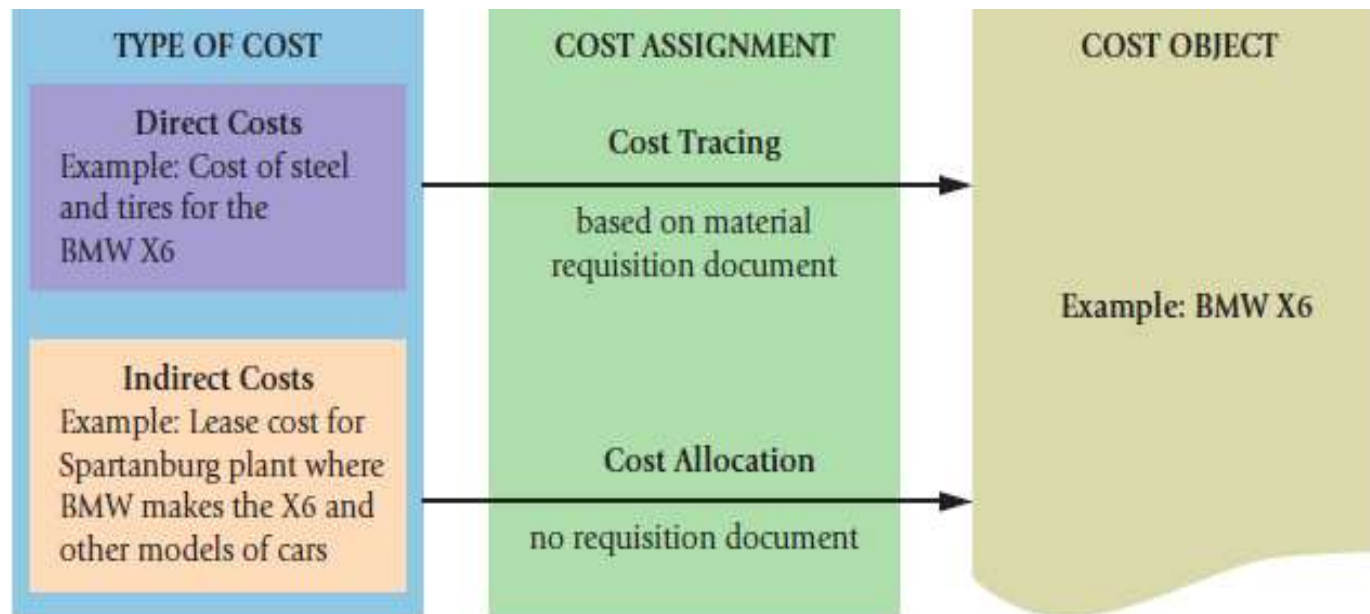 TYPE OF COST
Direct Costs
Example: Cost of steel
and tires for the
BMW X6
Indirect Costs
Example: Lease cost for
Spartanburg plant where
BMW makes the X6 and
other models of cars
COST ASSIGNMENT
Cost Tracing
based on material
requisition document
Cost Allocation
no requisition document
COST OBJECT
Example: BMW X6